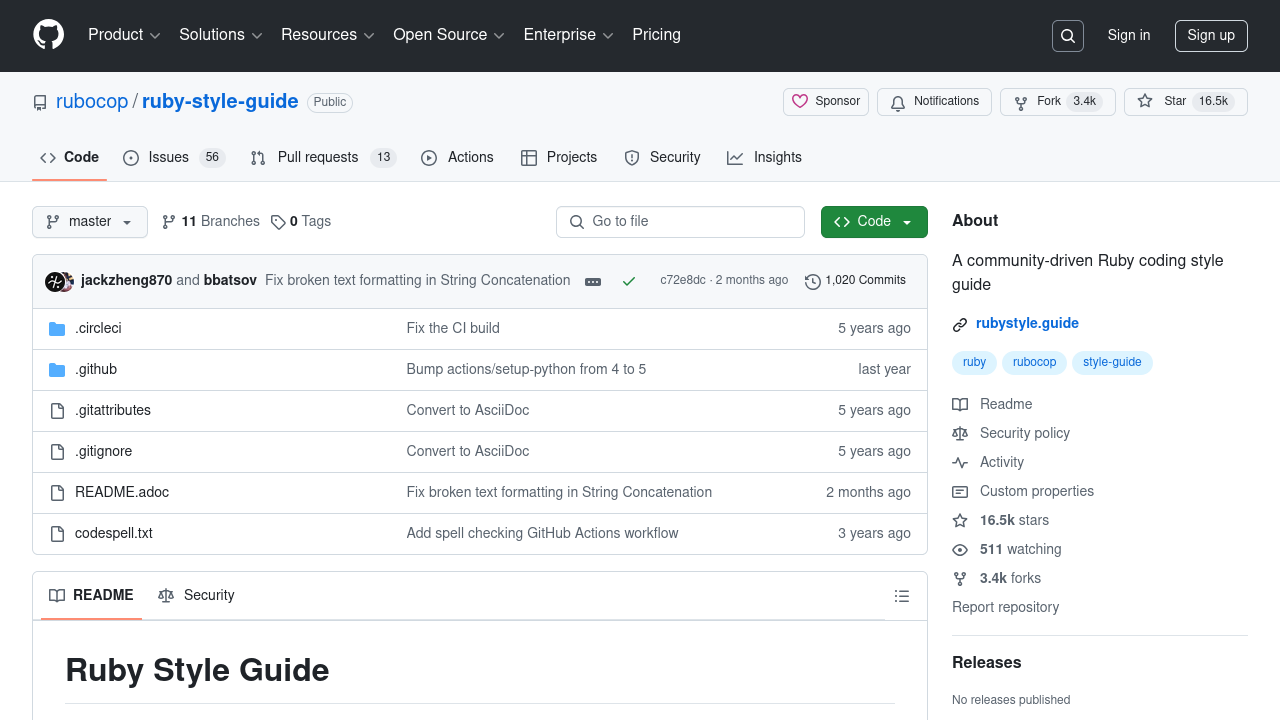 Product Solutions Resources Open Source Enterprise Pricing Sign in Sign up
rubocop / ruby-style-guide Public Sponsor Notifications Fork 3.4k Star 16.5k
Code Issues 56 Pull requests 13 Actions Projects Security Insights
master 11 Branches 0 Tags Go to file Code
jackzheng870 and bbatsov Fix broken text formatting in String Concatenation c72e8dc · 2 months ago 1,020 Commits
.circleci Fix the CI build 5 years ago
.github Bump actions/setup-python from 4 to 5 last year
.gitattributes Convert to AsciiDoc 5 years ago
.gitignore Convert to AsciiDoc 5 years ago
README.adoc Fix broken text formatting in String Concatenation 2 months ago
codespell.txt Add spell checking GitHub Actions workflow 3 years ago
README Security
Ruby Style Guide
About
A community-driven Ruby coding style
guide
rubystyle.guide
ruby rubocop style-guide
Readme
Security policy
Activity
Custom properties
16.5k stars
511 watching
3.4k forks
Report repository
Releases
No releases published